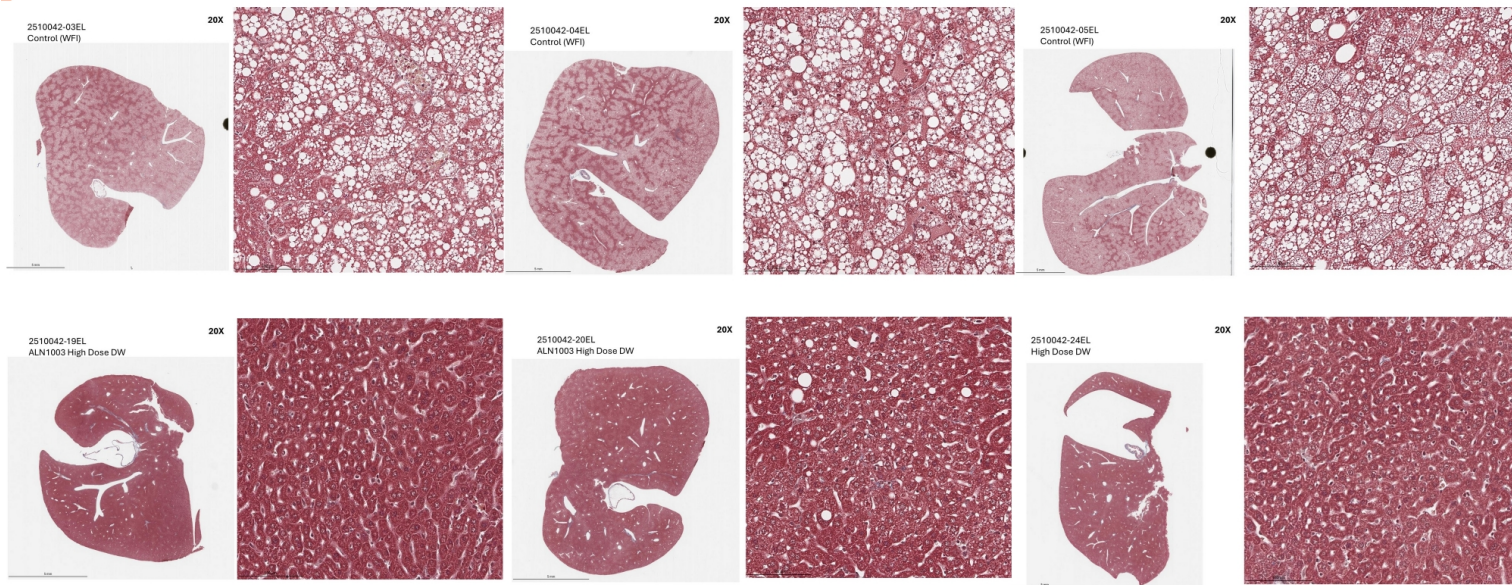 20X
2510042-03EL
Control (WFI)
20X
2510042-04EL
Control (WFI)
20X
2510042-05EL
Control (WFI)
20X
2510042-19EL
ALN1003 High Dose DW
20X
2510042-20EL
ALN1003 High Dose DW
20X
2510042-24EL
High Dose DW